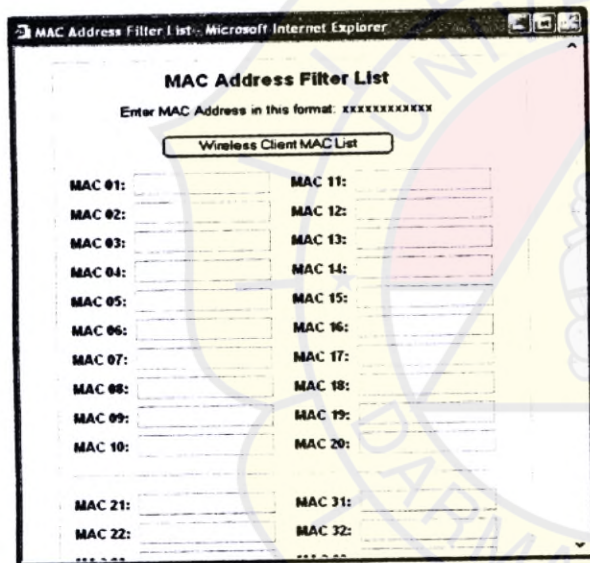 MAC Address Filter List - Microsoft Internet Explorer
MAC Address Filter List
Enter MAC Address in this format: xxxxxxxxxxxx
Wireless Client MAC List
MAC 01: MAC 11:
MAC 02: MAC 12:
MAC 03: MAC 13:
MAC 04: MAC 14:
MAC 05: MAC 15:
MAC 06: MAC 16:
MAC 07: MAC 17:
MAC 08: MAC 18:
MAC 09: MAC 19:
MAC 10: MAC 20:
MAC 21: MAC 31:
MAC 22: MAC 32:
UNI
DARMA